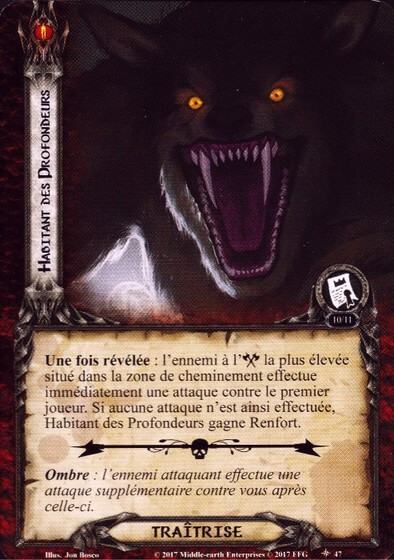 HABITANT DES PROFONDEURS
10/11
Une fois révélée : l'ennemi à l' la plus élevée
situé dans la zone de cheminement effectue
immédiatement une attaque contre le premier
joueur. Si aucune attaque n'est ainsi effectuée,
Habitant des Profondeurs gagne Renfort.
Ombre : l'ennemi attaquant effectue une
attaque supplémentaire contre vous après
celle-ci.
TRAÎTRISE
Illus. Jon Bosco © 2017 Middle-earth Enterprises © 2017 FFG 47